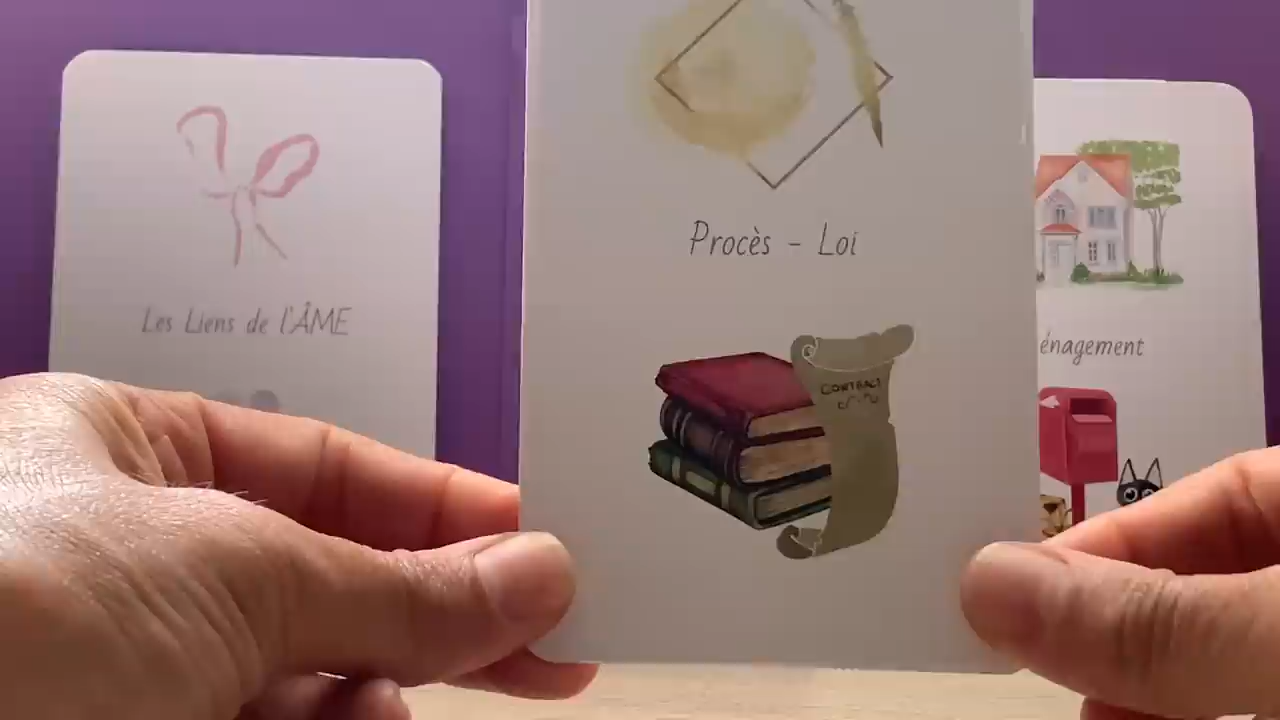 Les Liens de l'ÂME
Procès - Loi
énagement
CONTRACT